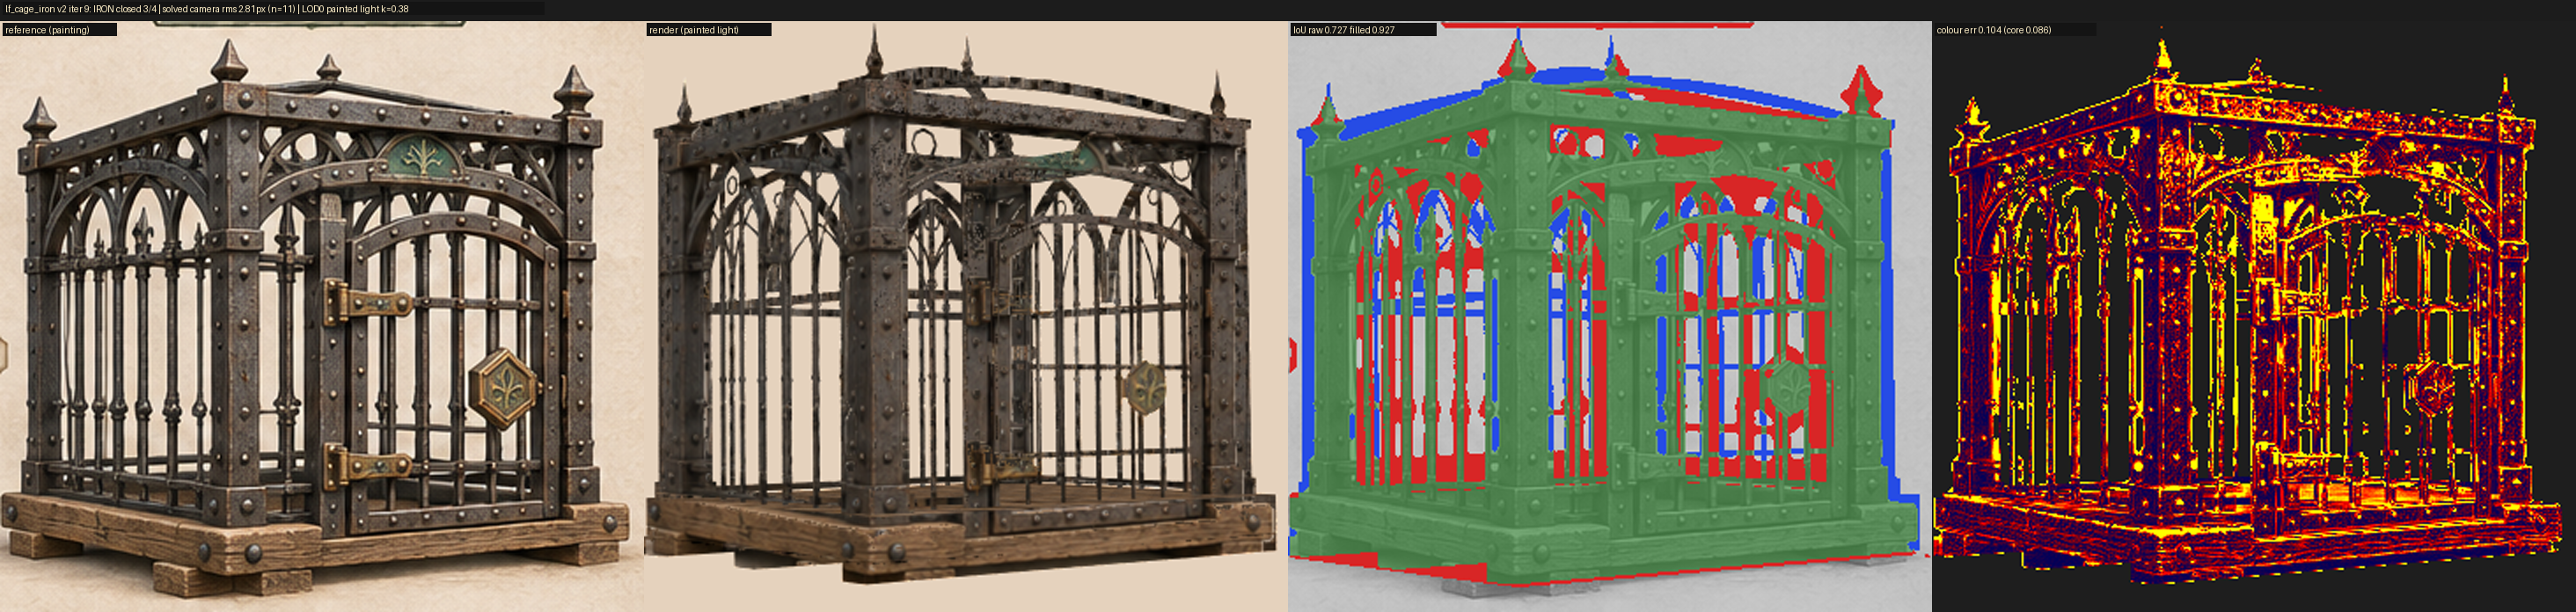 lf_cage_iron v2 iter 9: IRON closed 3/4 | solved camera rms 2.81px (n=11) | LOD0 painted light k=0.38
reference (painting)
render (painted light)
IoU raw 0.727 filled 0.927
colour err 0.104 (core 0.086)